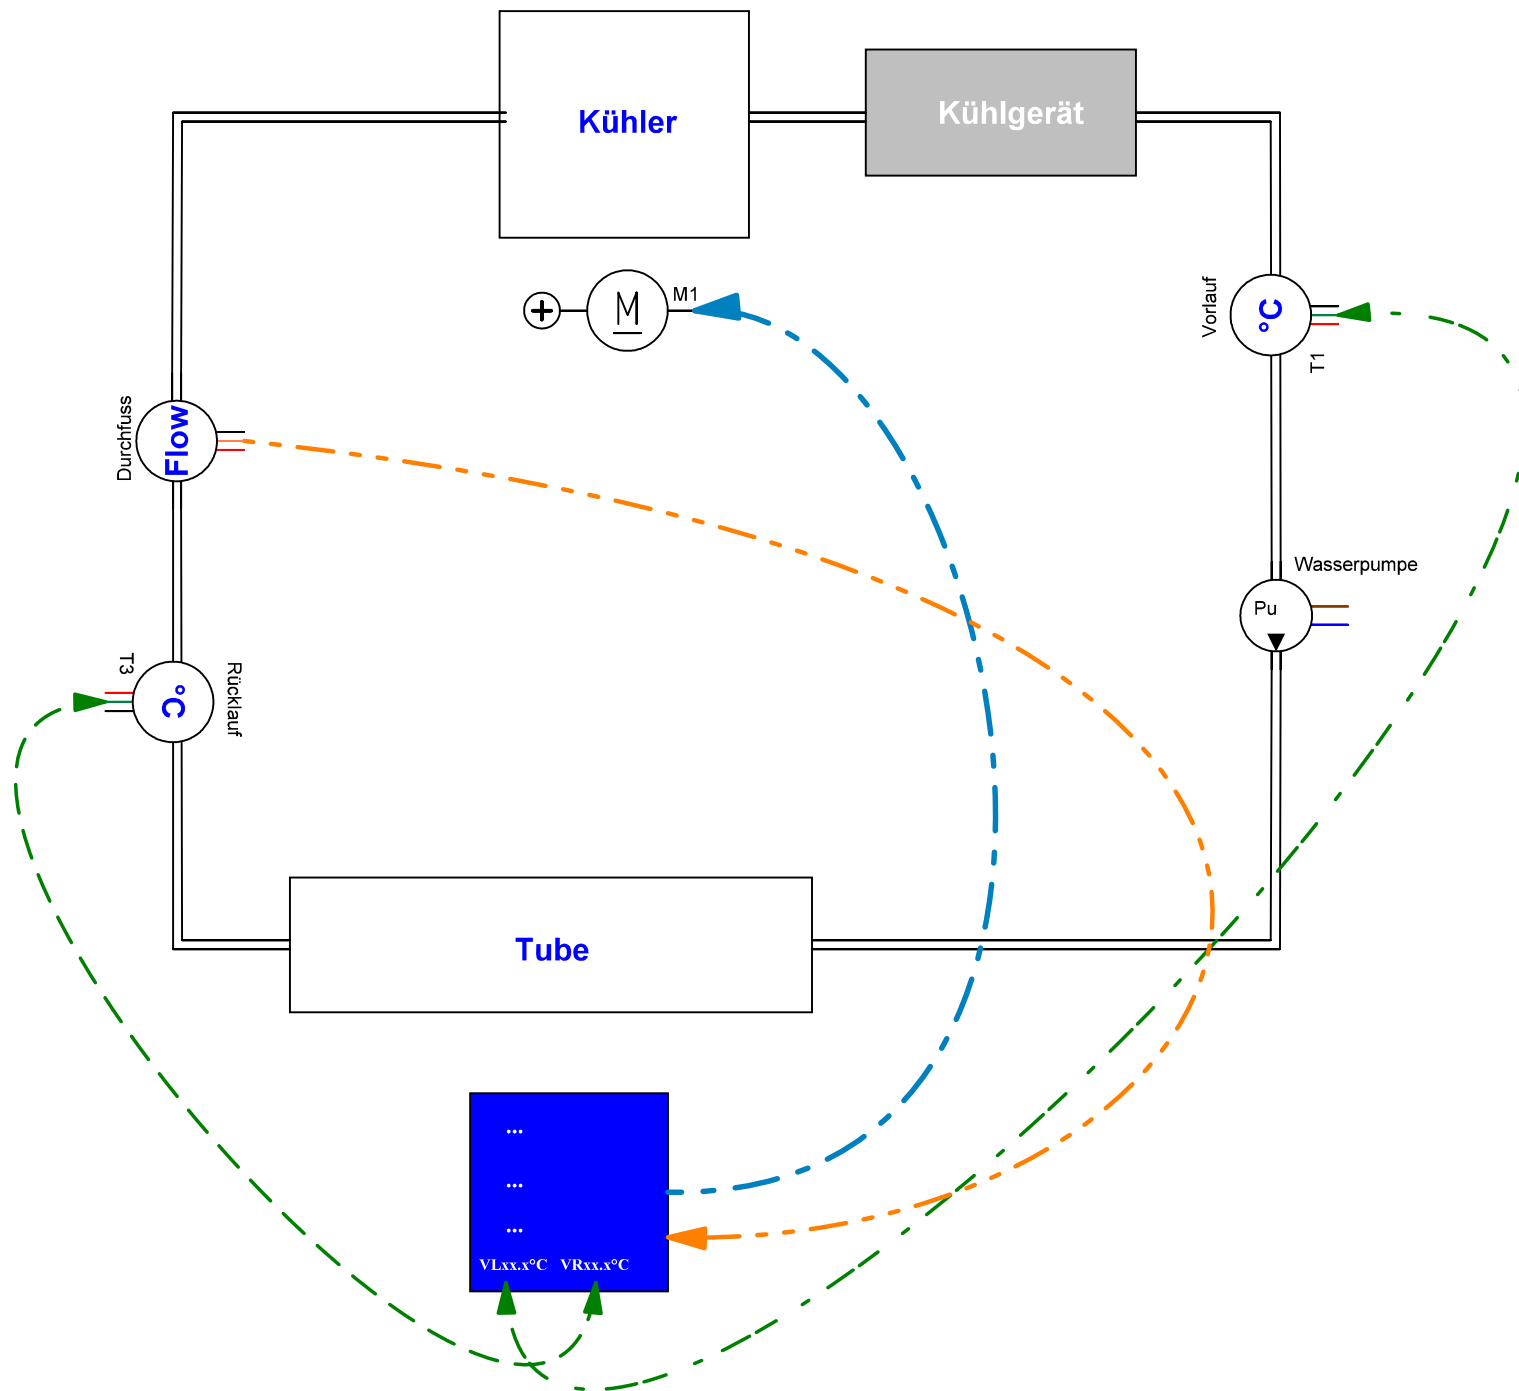 Kühler
Kühlgerät
M
M1
Vorlauf
°C
T1
Durchfuss
Flow
Wasserpumpe
Pu
T3
°C
Rücklauf
Tube
...
...
...
VLxx.x°C VRxx.x°C